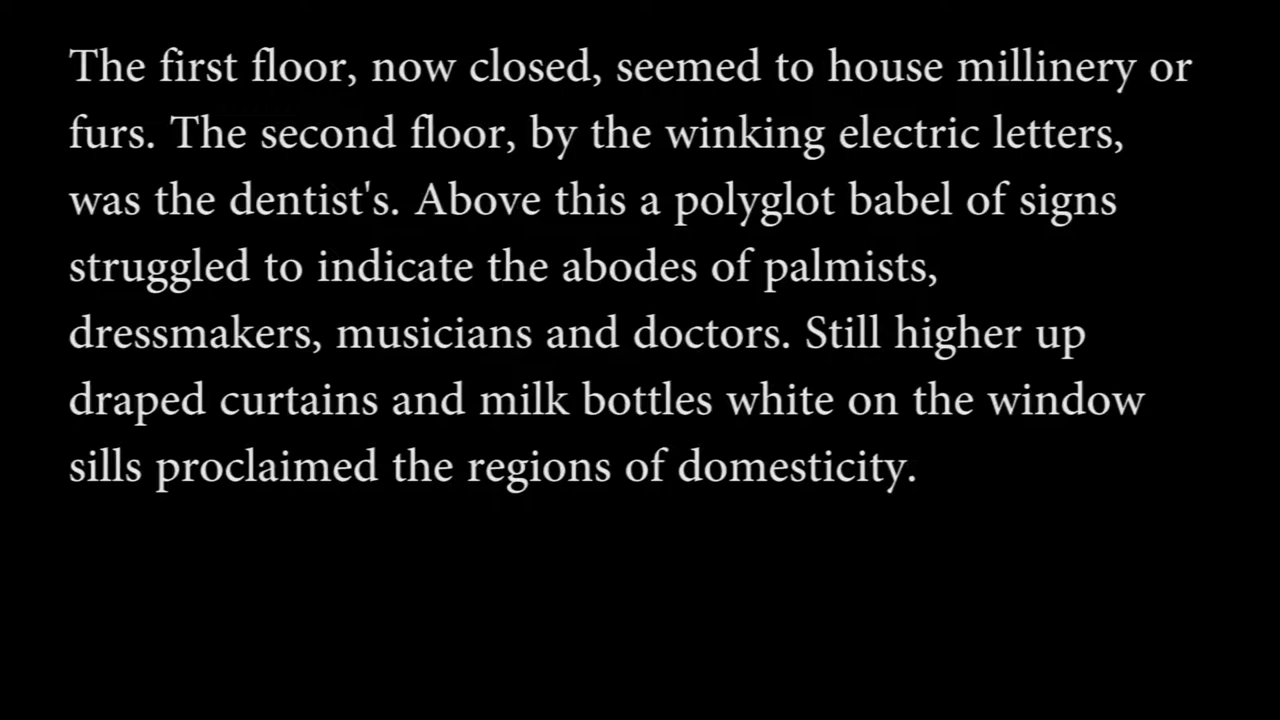 The first floor, now closed, seemed to house millinery or
furs. The second floor, by the winking electric letters,
was the dentist's. Above this a polyglot babel of signs
struggled to indicate the abodes of palmists,
dressmakers, musicians and doctors. Still higher up
draped curtains and milk bottles white on the window
sills proclaimed the regions of domesticity.